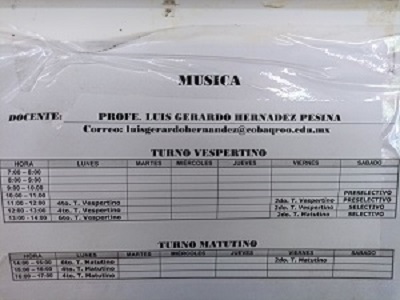 MUSICA
DOCENTE: PROFE. LUIS GERARDO HERNADEZ PESINA
Correo: luisgerardohernandez@cobaqroo.edu.mx
TURNO VESPERTINO
HORA LUNES MARTES MIERCOLES JUEVES VIERNES SABADO
7:00 – 8:00
8:00 – 9:00
9:00 – 10:00
10:00 – 11:00 PRESELECTIVO
11:00 – 12:00 4to. T. Vespertino 2do. T. Vespertino PRESELECTIVO
12:00 – 13:00 4to. T. Vespertino 2do. T. Vespertino SELECTIVO
13:00 – 14:00 6to. T. Vespertino 2do. T. Matutino SELECTIVO
TURNO MATUTINO
HORA LUNES MARTES MIERCOLES JUEVES VIERNES SABADO
14:00 – 15:00 T. Matutino 2do. T. Matutino
15:00 – 16:00 4to. T. Matutino
16:00 – 17:00 4to. T. Matutino